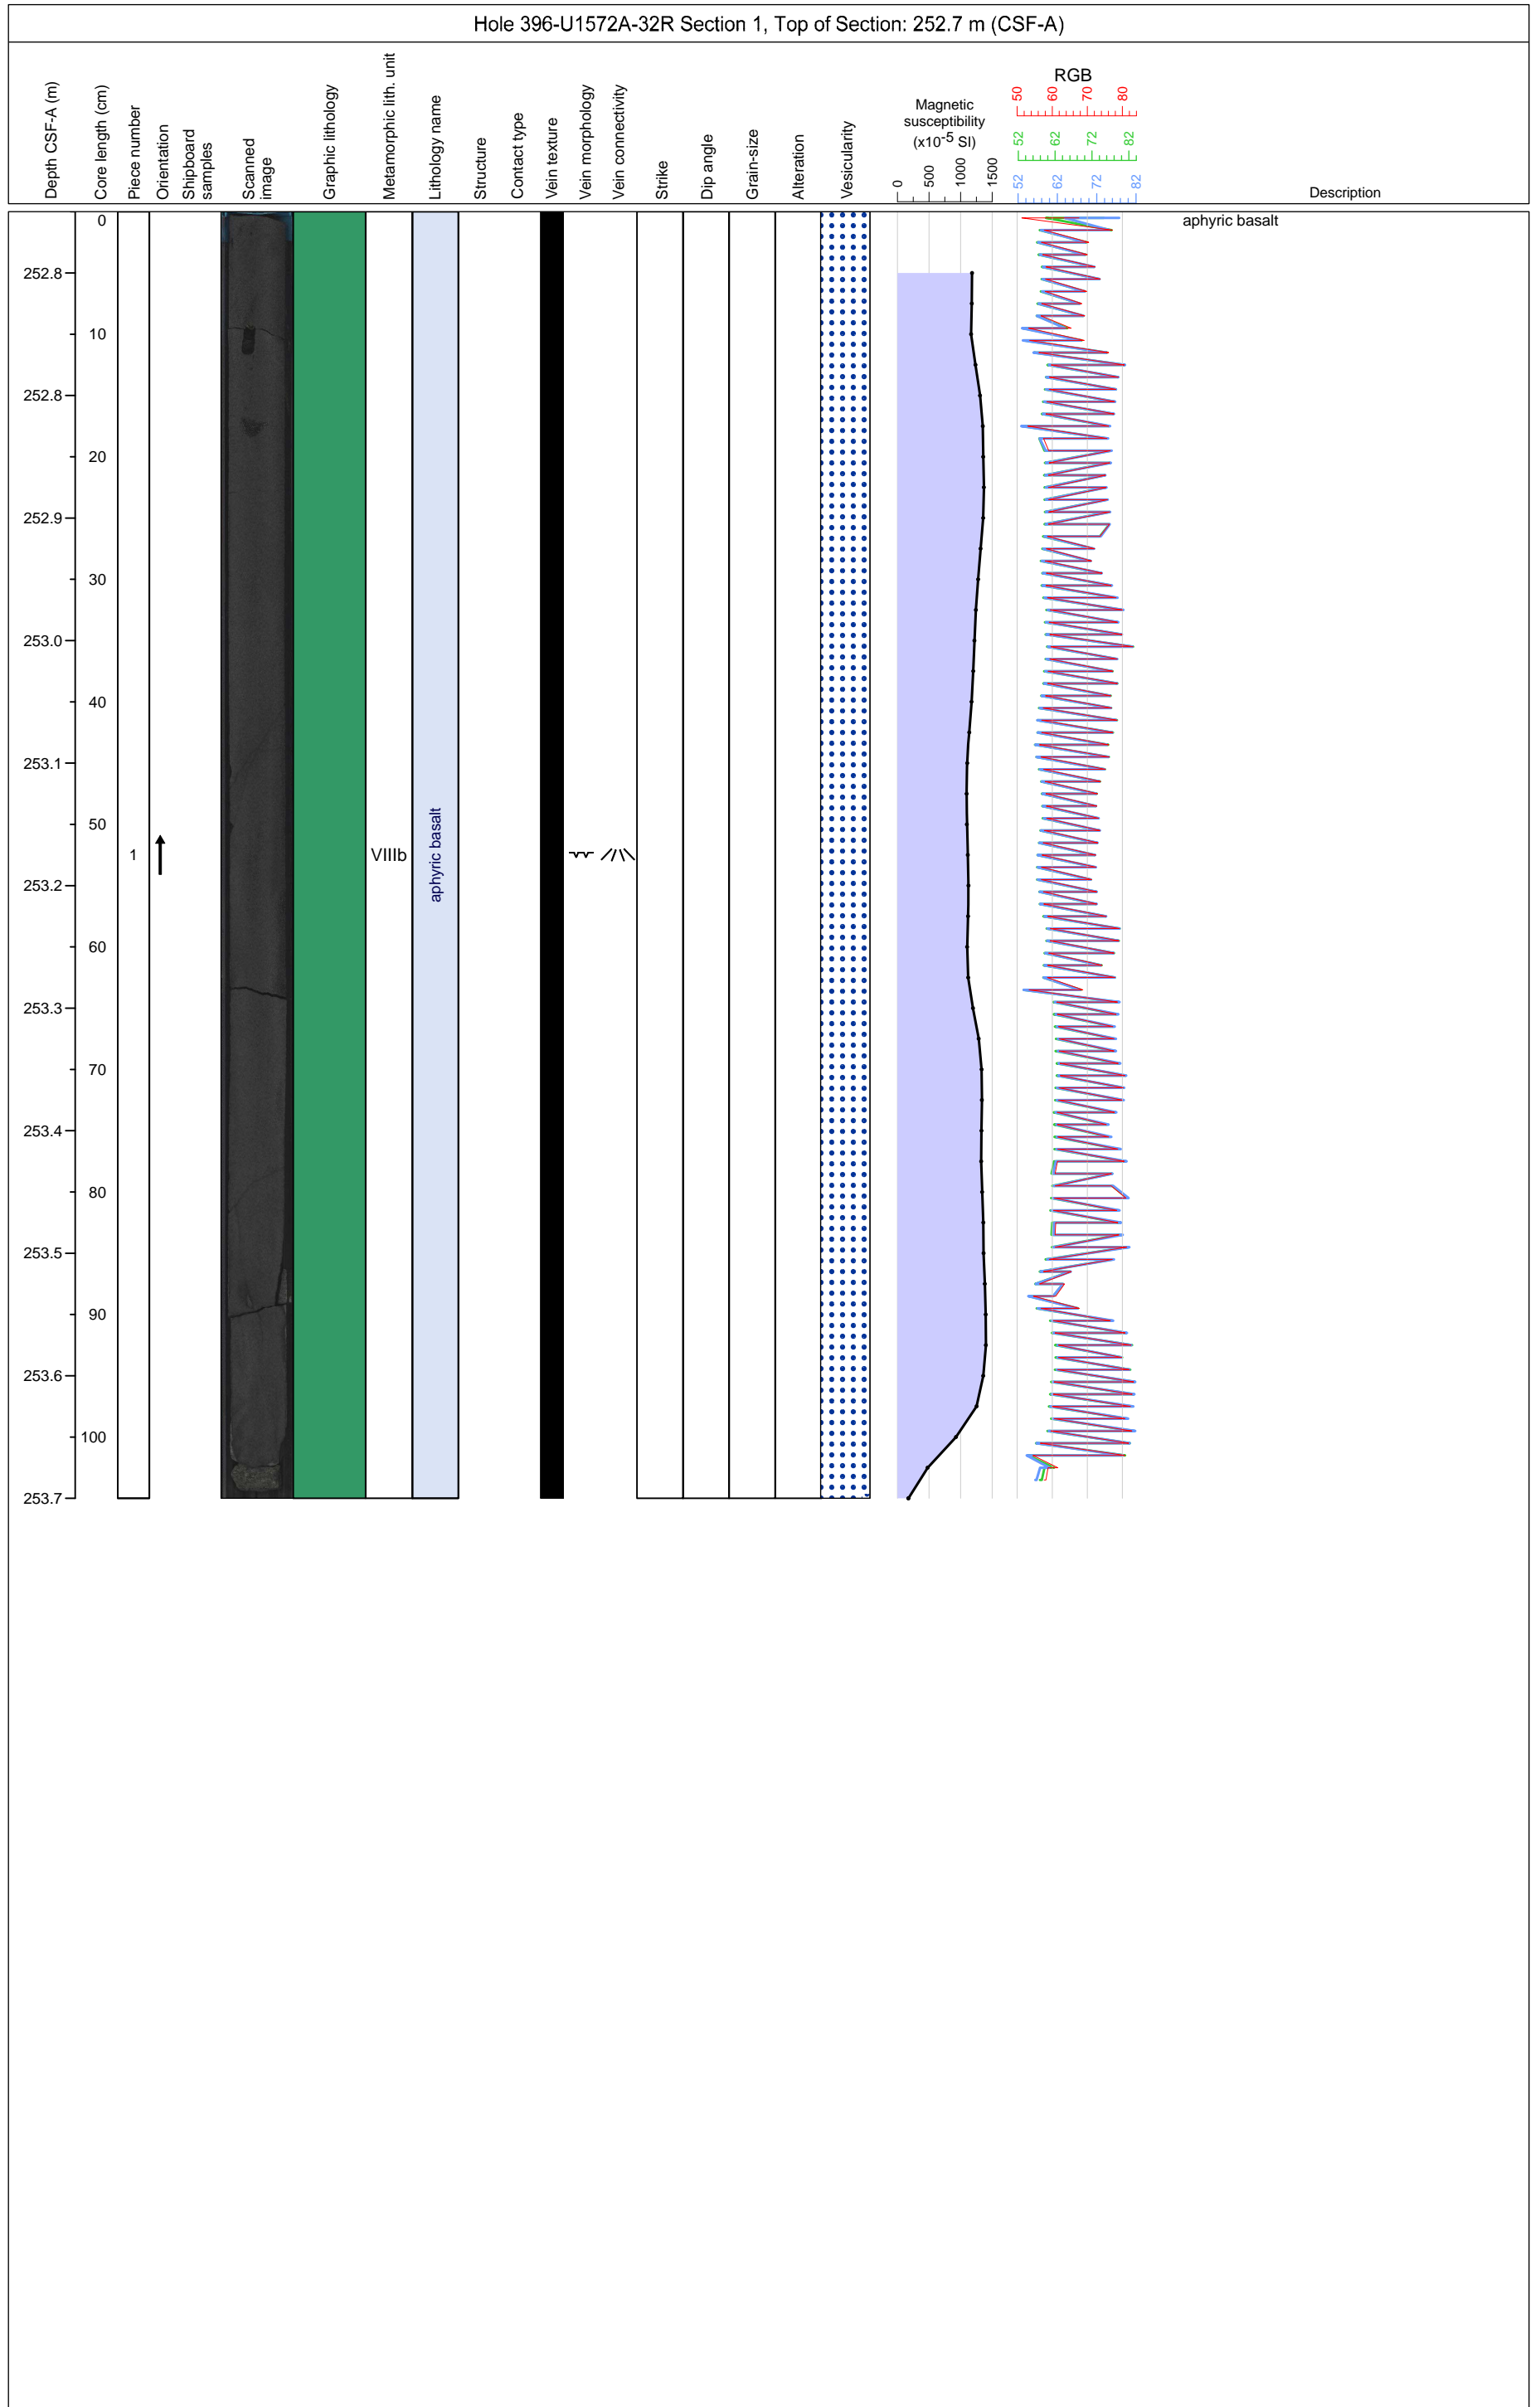 Hole 396-U1572A-32R Section 1, Top of Section: 252.7 m (CSF-A)
Depth CSF-A (m)
Core length (cm)
Piece number
Orientation
Shipboard
samples
Scanned
image
Graphic lithology
Metamorphic lith. unit
Lithology name
Structure
Contact type
Vein texture
Vein morphology
Vein connectivity
Strike
Dip angle
Grain-size
Alteration
Vesicularity
Magnetic
susceptibility
(x10-5 SI)
0 500 1000 1500
RGB
50 60 70 80
52 62 72 82
52 62 72 82
Description
0
aphyric basalt
252.8
10
252.8
20
252.9
30
253.0
40
253.1
50
1
VIIIb
aphyric basalt
253.2
60
253.3
70
253.4
80
253.5
90
253.6
100
253.7